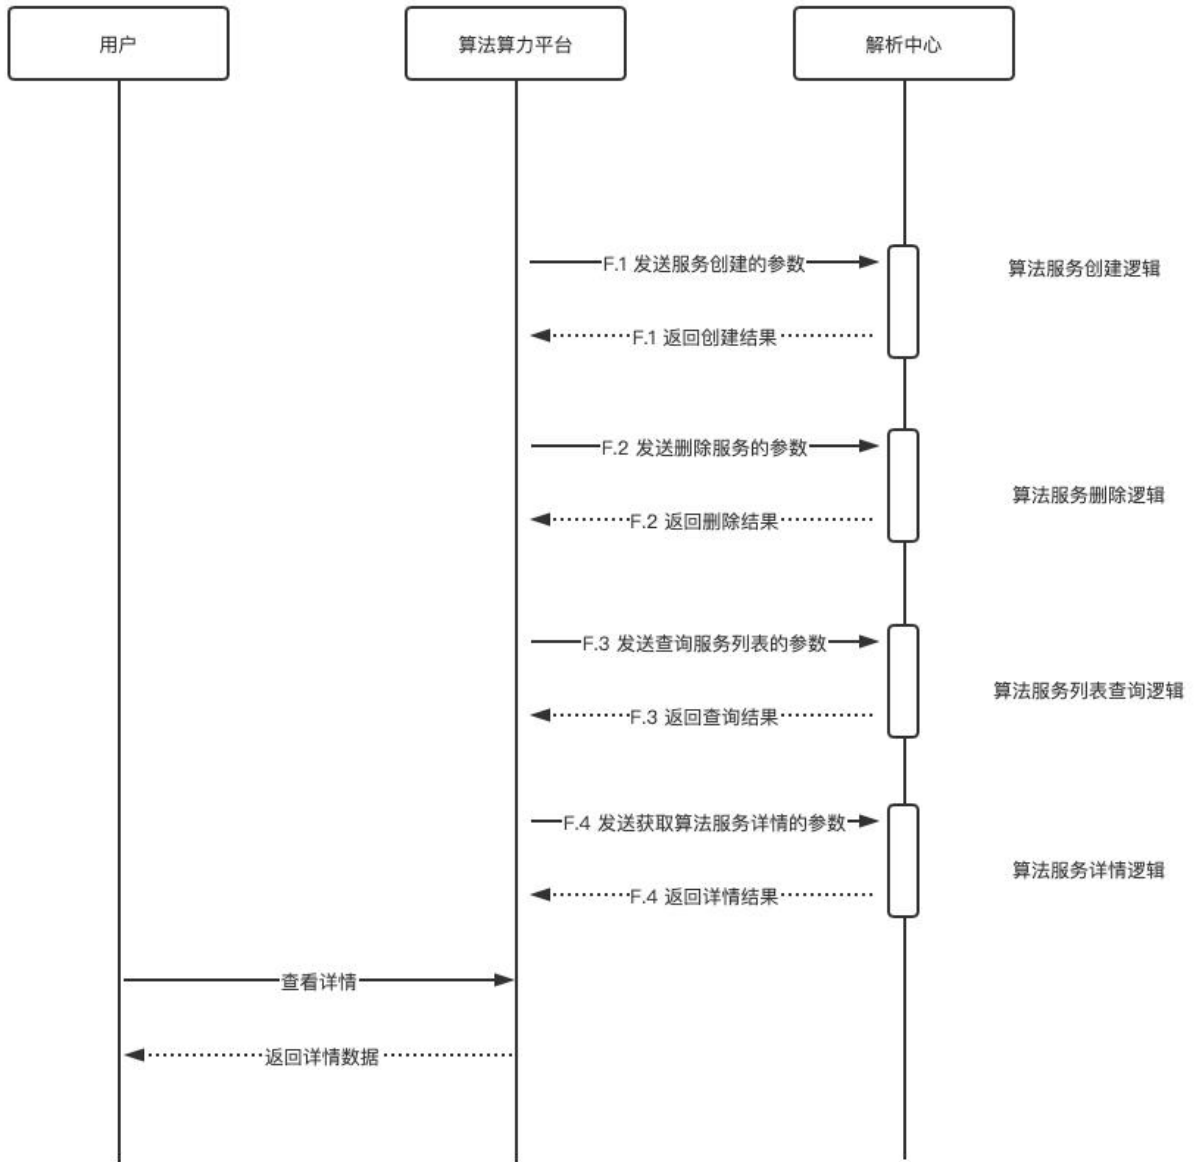 用户
算法算力平台
解析中心
F.1 发送服务创建的参数
算法服务创建逻辑
F.1 返回创建结果
F.2 发送删除服务的参数
算法服务删除逻辑
F.2 返回删除结果
F.3 发送查询服务列表的参数
算法服务列表查询逻辑
F.3 返回查询结果
F.4 发送获取算法服务详情的参数
算法服务详情逻辑
F.4 返回详情结果
查看详情
返回详情数据